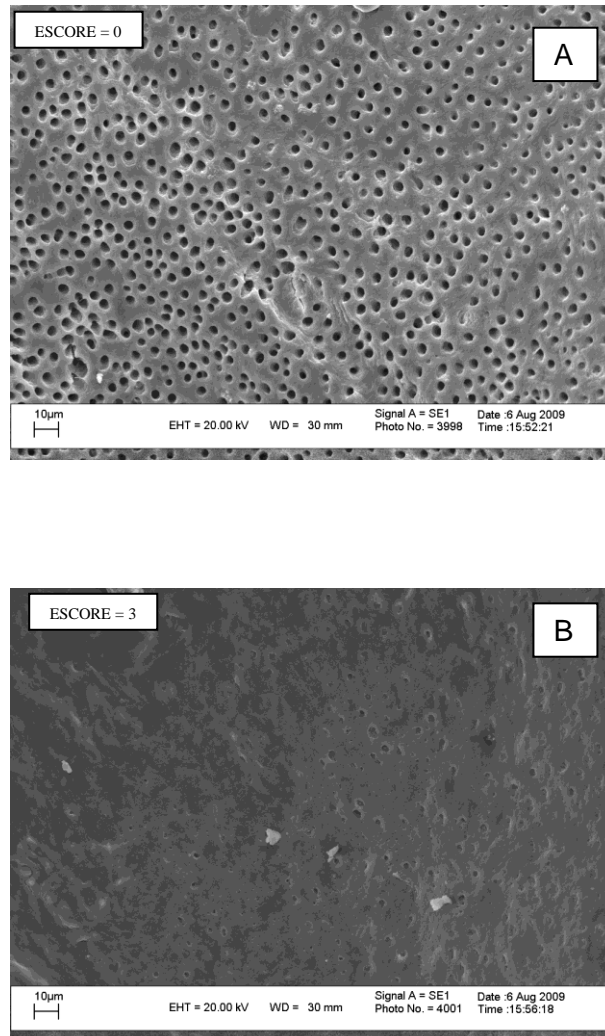 ESCORE = 0
A
10µm
EHT = 20.00 kV WD = 30 mm
Signal A = SE1 Date :6 Aug 2009
Photo No. = 3998 Time :15:52:21
ESCORE = 3
B
10µm
EHT = 20.00 kV WD = 30 mm
Signal A = SE1 Date :6 Aug 2009
Photo No. = 4001 Time :15:56:18